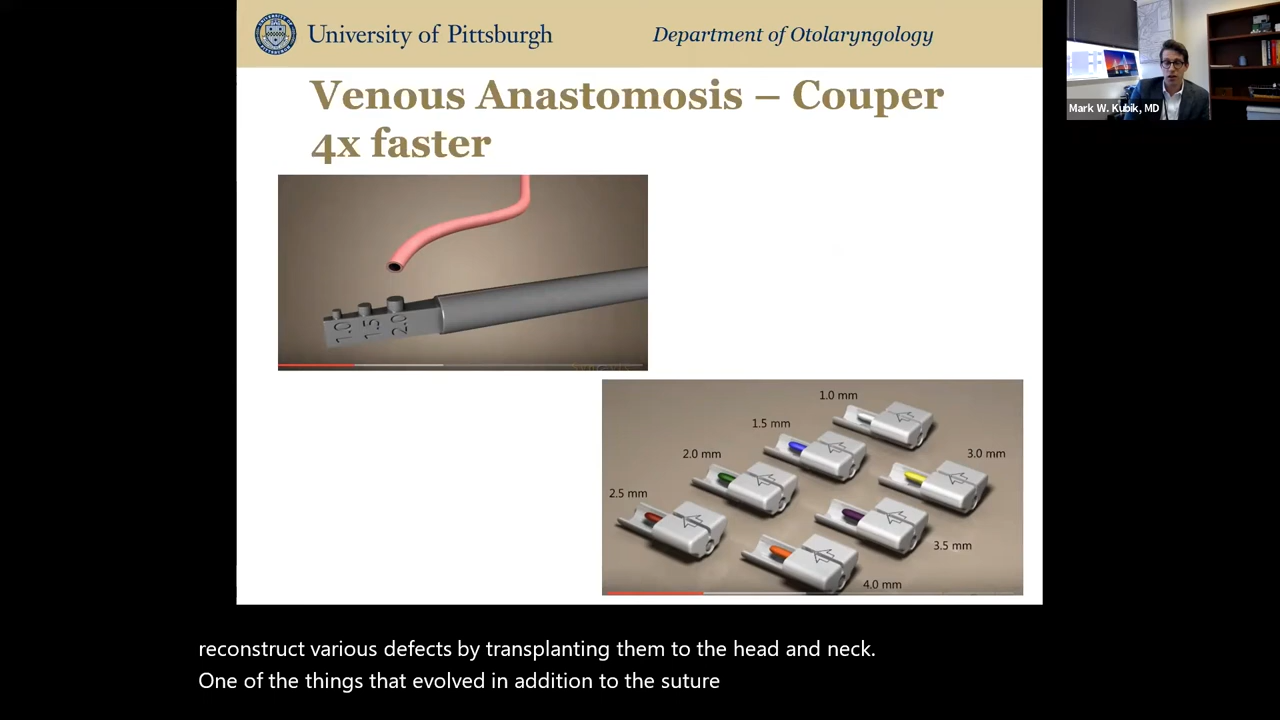 University of Pittsburgh
Department of Otolaryngology
Mark W. Kubik, MD
Venous Anastomosis – Couper
4x faster
1.0
1.5
2.0
1.0 mm
1.5 mm
2.0 mm
3.0 mm
2.5 mm
3.5 mm
4.0 mm
reconstruct various defects by transplanting them to the head and neck.
One of the things that evolved in addition to the suture